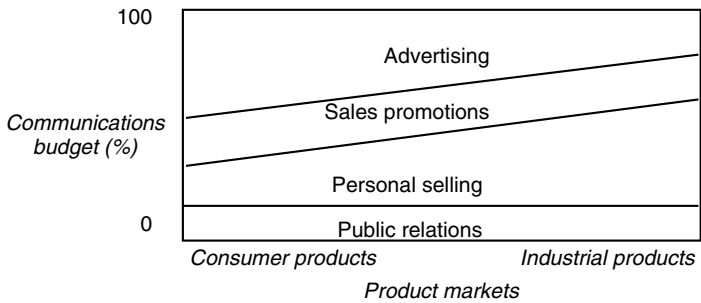 100
Advertising
Sales promotions
Communications
budget (%)
Personal selling
0
Public relations
Consumer products
Industrial products
Product markets